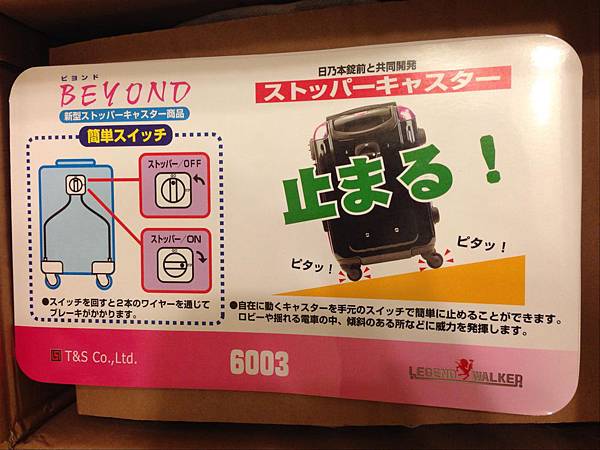 ビヨンド
BEYOND
新型ストッパーキャスター商品
簡単スイッチ
ストッパー/OFF
ストッパー/ON
●スイッチを回すと2本のワイヤーを通じて
ブレーキがかかります。
日乃本錠前と共同開発
ストッパーキャスター
止まる!
ピタッ!
ピタッ!
●自在に動くキャスターを手元のスイッチで簡単に止めることができます。
ロビーや揺れる電車の中、傾斜のある所などに威力を発揮します。
T&S Co.,Ltd.
6003
LEGEND WALKER